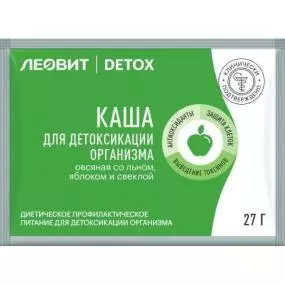 ЛЕОВИТ | DETOX
КЛИНИЧЕСКИ
ПОДТВЕРЖДЕНО
КАША
ДЛЯ ДЕТОКСИКАЦИИ
ОРГАНИЗМА
овсяная со льном,
яблоком и свеклой
АНТИОКСИДАНТЫ
ЗАЩИТА КЛЕТОК
ВЫВЕДЕНИЕ ТОКСИНОВ
ДИЕТИЧЕСКОЕ ПРОФИЛАКТИЧЕСКОЕ
ПИТАНИЕ ДЛЯ ДЕТОКСИКАЦИИ ОРГАНИЗМА
27 Г